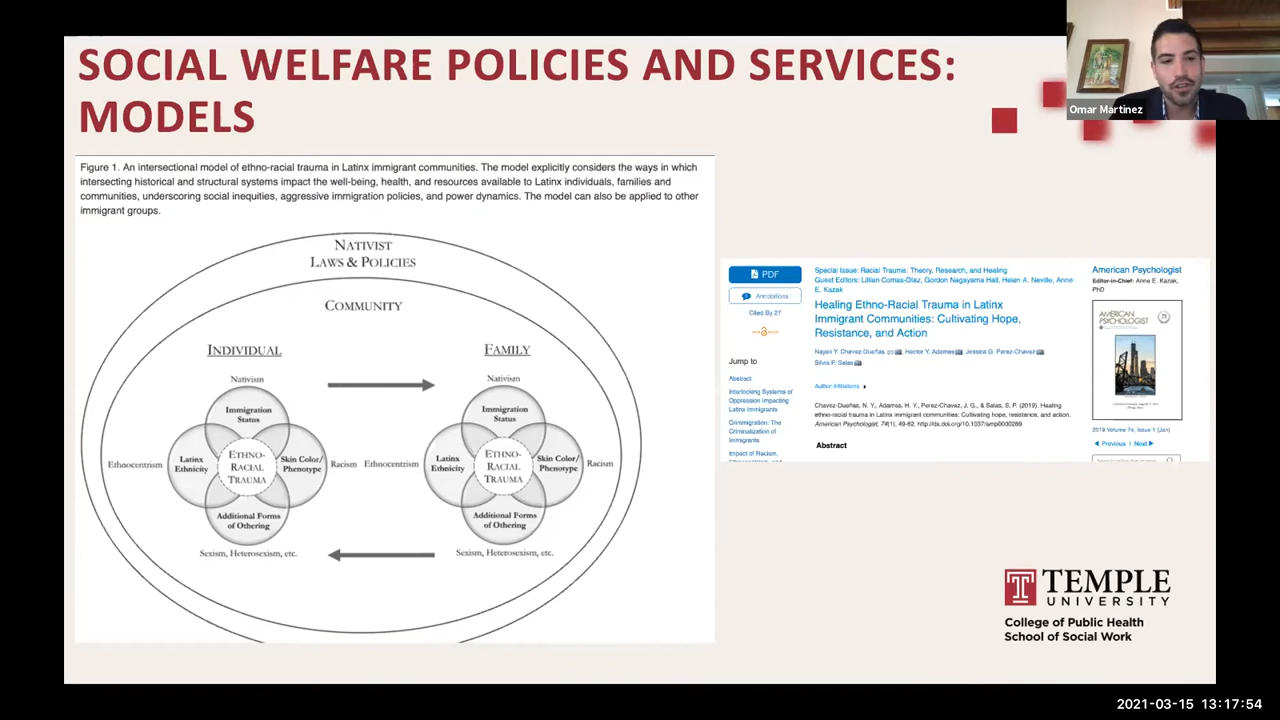 SOCIAL WELFARE POLICIES AND SERVICES:
MODELS
Omar Martinez
Figure 1. An intersectional model of ethno-racial trauma in Latinx immigrant communities. The model explicitly considers the ways in which
intersecting historical and structural systems impact the well-being, health, and resources available to Latinx individuals, families and
communities, underscoring social inequities, aggressive immigration policies, and power dynamics. The model can also be applied to other
immigrant groups.
NATIVIST
LAWS & POLICIES
COMMUNITY
INDIVIDUAL
FAMILY
Nativism
Nativism
Immigration
Status
Immigration
Status
Ethnocentrism
Latinx
Ethnicity
ETHNO-
RACIAL
TRAUMA
Skin Color/
Phenotype
Racism
Ethnocentrism
Latinx
Ethnicity
ETHNO-
RACIAL
TRAUMA
Skin Color/
Phenotype
Racism
Additional Forms
of Othering
Additional Forms
of Othering
Sexism, Heterosexism, etc.
Sexism, Heterosexism, etc.
PDF
Annotations
Cited By 27
Jump to
Abstract
Interlocking Systems of
Oppression Impacting
Latinx Immigrants
Crimmigration: The
Criminalization of
Immigrants
Impact of Racism,
Special Issue: Racial Trauma: Theory, Research, and Healing
Guest Editors: Lillian Comas-Díaz, Gordon Nagayama Hall, Helen A. Neville, Anne
E. Kazak
Healing Ethno-Racial Trauma in Latinx
Immigrant Communities: Cultivating Hope,
Resistance, and Action
Nayeli Y. Chavez-Dueñas, Hector Y. Adames, Jessica G. Perez-Chavez,
Silvia P. Salas
Author Affiliations
Chavez-Dueñas, N. Y., Adames, H. Y., Perez-Chavez, J. G., & Salas, S. P. (2019). Healing
ethno-racial trauma in Latinx immigrant communities: Cultivating hope, resistance, and action.
American Psychologist, 74(1), 49-62. http://dx.doi.org/10.1037/amp0000289
Abstract
American Psychologist
Editor-in-Chief: Anne E. Kazak,
PhD
AMERICAN
PSYCHOLOGIST
2019 Volume 74, Issue 1 (Jan)
Previous | Next
TEMPLE
UNIVERSITY
College of Public Health
School of Social Work
2021-03-15 13:17:54